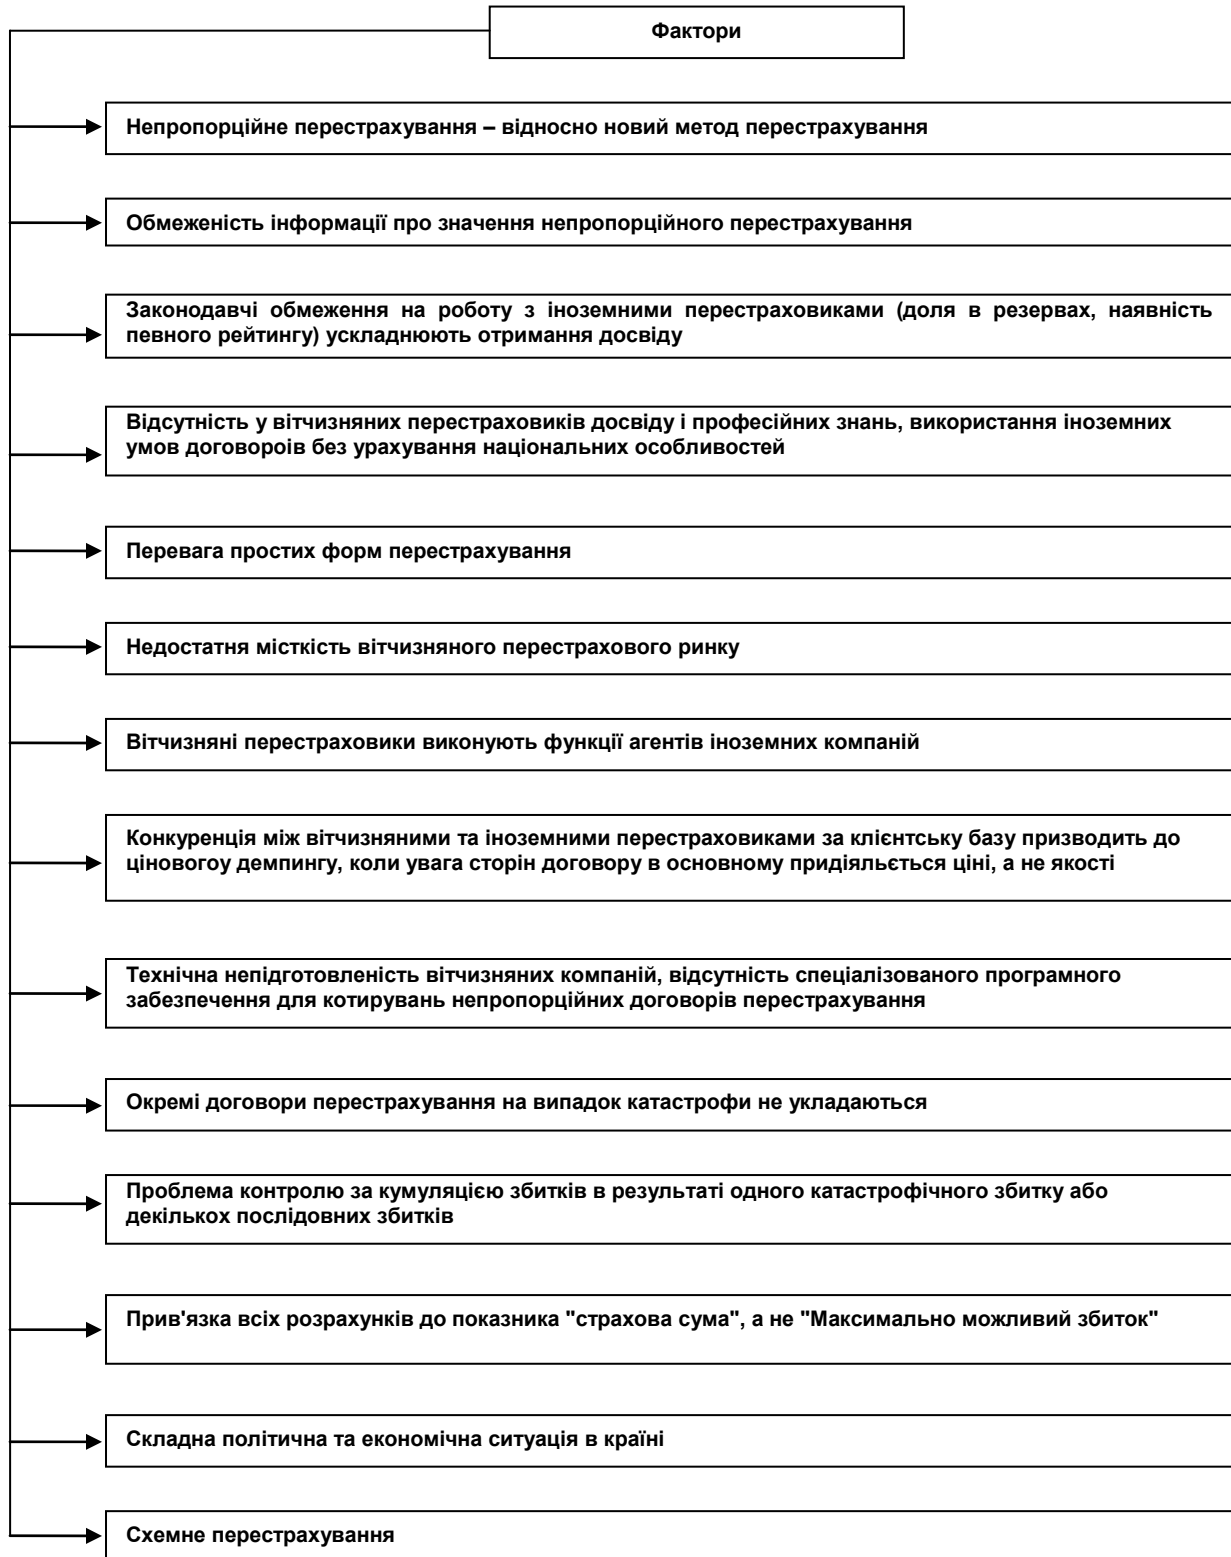 Фактори
Непропорційне перестрахування – відносно новий метод перестрахування
Обмеженість інформації про значення непропорційного перестрахування
Законодавчі обмеження на роботу з іноземними перестраховиками (доля в резервах, наявність
певного рейтингу) ускладнюють отримання досвіду
Відсутність у вітчизняних перестраховиків досвіду і професійних знань, використання іноземних
умов договороів без урахування національних особливостей
Перевага простих форм перестрахування
Недостатня місткість вітчизняного перестрахового ринку
Вітчизняні перестраховики виконують функції агентів іноземних компаній
Конкуренція між вітчизняними та іноземними перестраховиками за клієнтську базу призводить до
ціновогоу демпингу, коли увага сторін договору в основному придіяльється ціні, а не якості
Технічна непідготовленість вітчизняних компаній, відсутність спеціалізованого програмного
забезпечення для котирувань непропорційних договорів перестрахування
Окремі договори перестрахування на випадок катастрофи не укладаються
Проблема контролю за кумуляцією збитків в результаті одного катастрофічного збитку або
декількох послідовних збитків
Прив'язка всіх розрахунків до показника "страхова сума", а не "Максимально можливий збиток"
Складна політична та економічна ситуація в країні
Схемне перестрахування